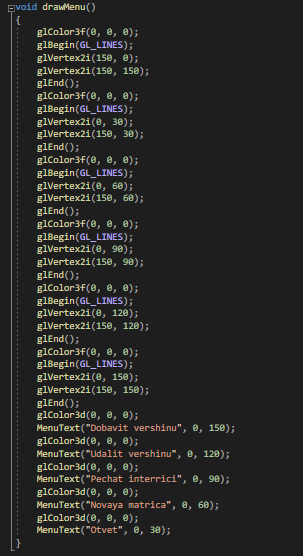 void drawMenu()
{
glColor3f(0, 0, 0);
glBegin(GL_LINES);
glVertex2i(150, 0);
glVertex2i(150, 150);
glEnd();
glColor3f(0, 0, 0);
glBegin(GL_LINES);
glVertex2i(0, 30);
glVertex2i(150, 30);
glEnd();
glColor3f(0, 0, 0);
glBegin(GL_LINES);
glVertex2i(0, 60);
glVertex2i(150, 60);
glEnd();
glColor3f(0, 0, 0);
glBegin(GL_LINES);
glVertex2i(0, 90);
glVertex2i(150, 90);
glEnd();
glColor3f(0, 0, 0);
glBegin(GL_LINES);
glVertex2i(0, 120);
glVertex2i(150, 120);
glEnd();
glColor3f(0, 0, 0);
glBegin(GL_LINES);
glVertex2i(0, 150);
glVertex2i(150, 150);
glEnd();
glColor3d(0, 0, 0);
MenuText("Dobavit vershinu", 0, 150);
glColor3d(0, 0, 0);
MenuText("Udalit vershinu", 0, 120);
glColor3d(0, 0, 0);
MenuText("Pechat interrici", 0, 90);
glColor3d(0, 0, 0);
MenuText("Novaya matrica", 0, 60);
glColor3d(0, 0, 0);
MenuText("Otvet", 0, 30);
}